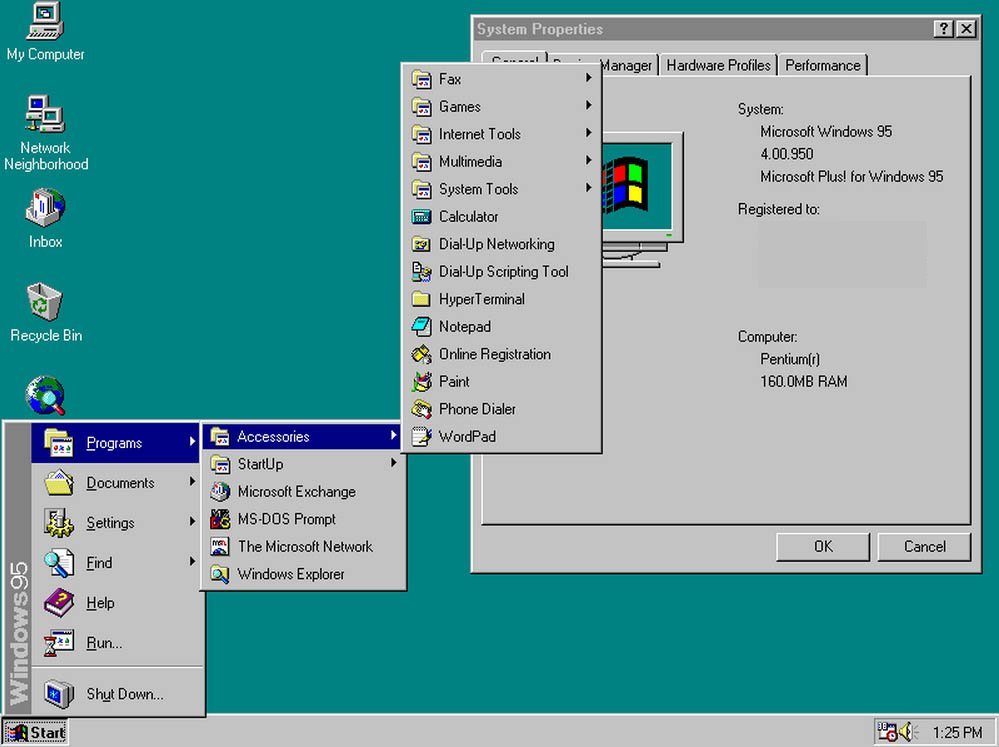 My Computer
Network
Neighborhood
Inbox
Recycle Bin
System Properties
General
Manager
Hardware Profiles
Performance
System:
Microsoft Windows 95
4.00.950
Microsoft Plus! for Windows 95
Registered to:
Computer:
Pentium(r)
160.0MB RAM
OK
Cancel
Fax
Games
Internet Tools
Multimedia
System Tools
Calculator
Dial-Up Networking
Dial-Up Scripting Tool
HyperTerminal
Notepad
Online Registration
Paint
Phone Dialer
WordPad
Accessories
StartUp
Microsoft Exchange
MS-DOS Prompt
The Microsoft Network
Windows Explorer
Programs
Documents
Settings
Find
Help
Run...
Shut Down...
Windows95
Start
1:25 PM